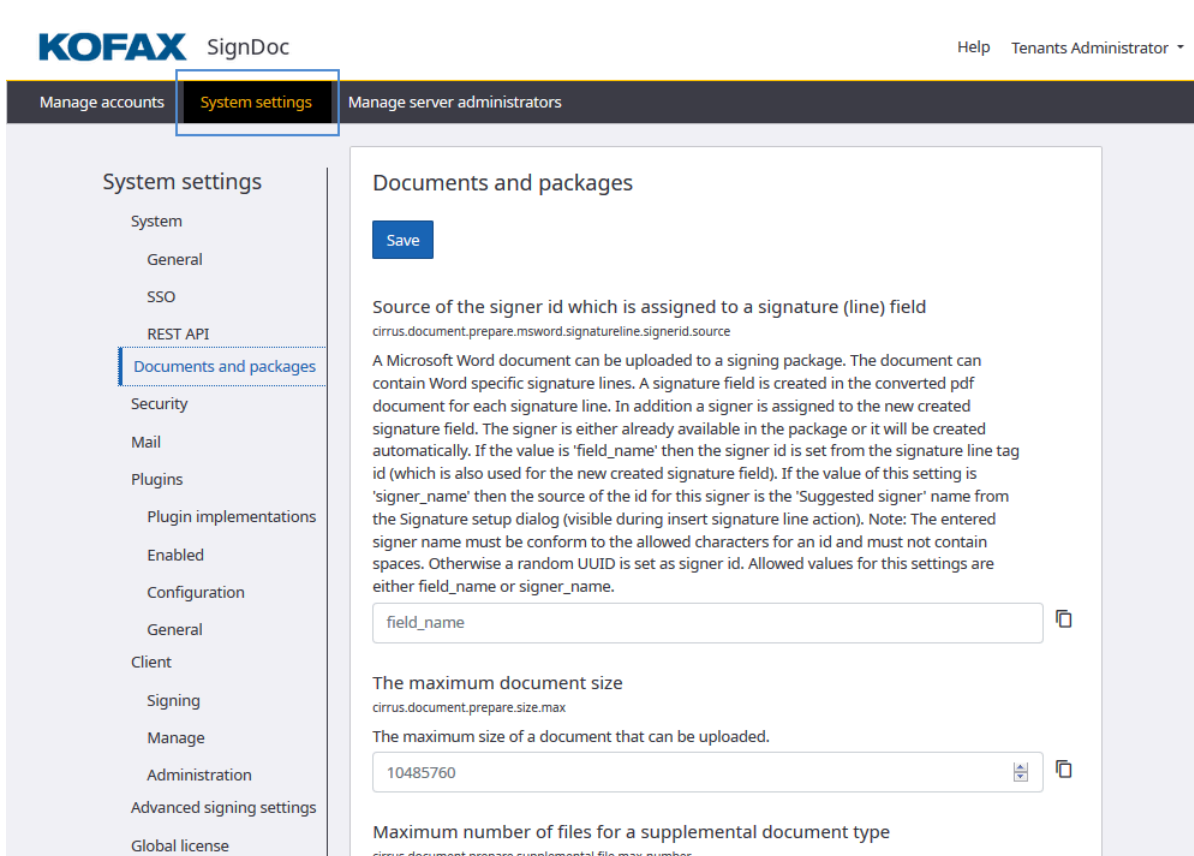 KOFAX SignDoc
Help Tenants Administrator
Manage accounts System settings Manage server administrators
System settings
System
General
SSO
REST API
Documents and packages
Security
Mail
Plugins
Plugin implementations
Enabled
Configuration
General
Client
Signing
Manage
Administration
Advanced signing settings
Global license
Documents and packages
Save
Source of the signer id which is assigned to a signature (line) field
cirrus.document.prepare.msword.signatureline.signerid.source
A Microsoft Word document can be uploaded to a signing package. The document can
contain Word specific signature lines. A signature field is created in the converted pdf
document for each signature line. In addition a signer is assigned to the new created
signature field. The signer is either already available in the package or it will be created
automatically. If the value is 'field_name' then the signer id is set from the signature line tag
id (which is also used for the new created signature field). If the value of this setting is
'signer_name' then the source of the id for this signer is the 'Suggested signer' name from
the Signature setup dialog (visible during insert signature line action). Note: The entered
signer name must be conform to the allowed characters for an id and must not contain
spaces. Otherwise a random UUID is set as signer id. Allowed values for this settings are
either field_name or signer_name.
field_name
The maximum document size
cirrus.document.prepare.size.max
The maximum size of a document that can be uploaded.
10485760
Maximum number of files for a supplemental document type
cirrus.document.prepare.supplemental.file.max.number